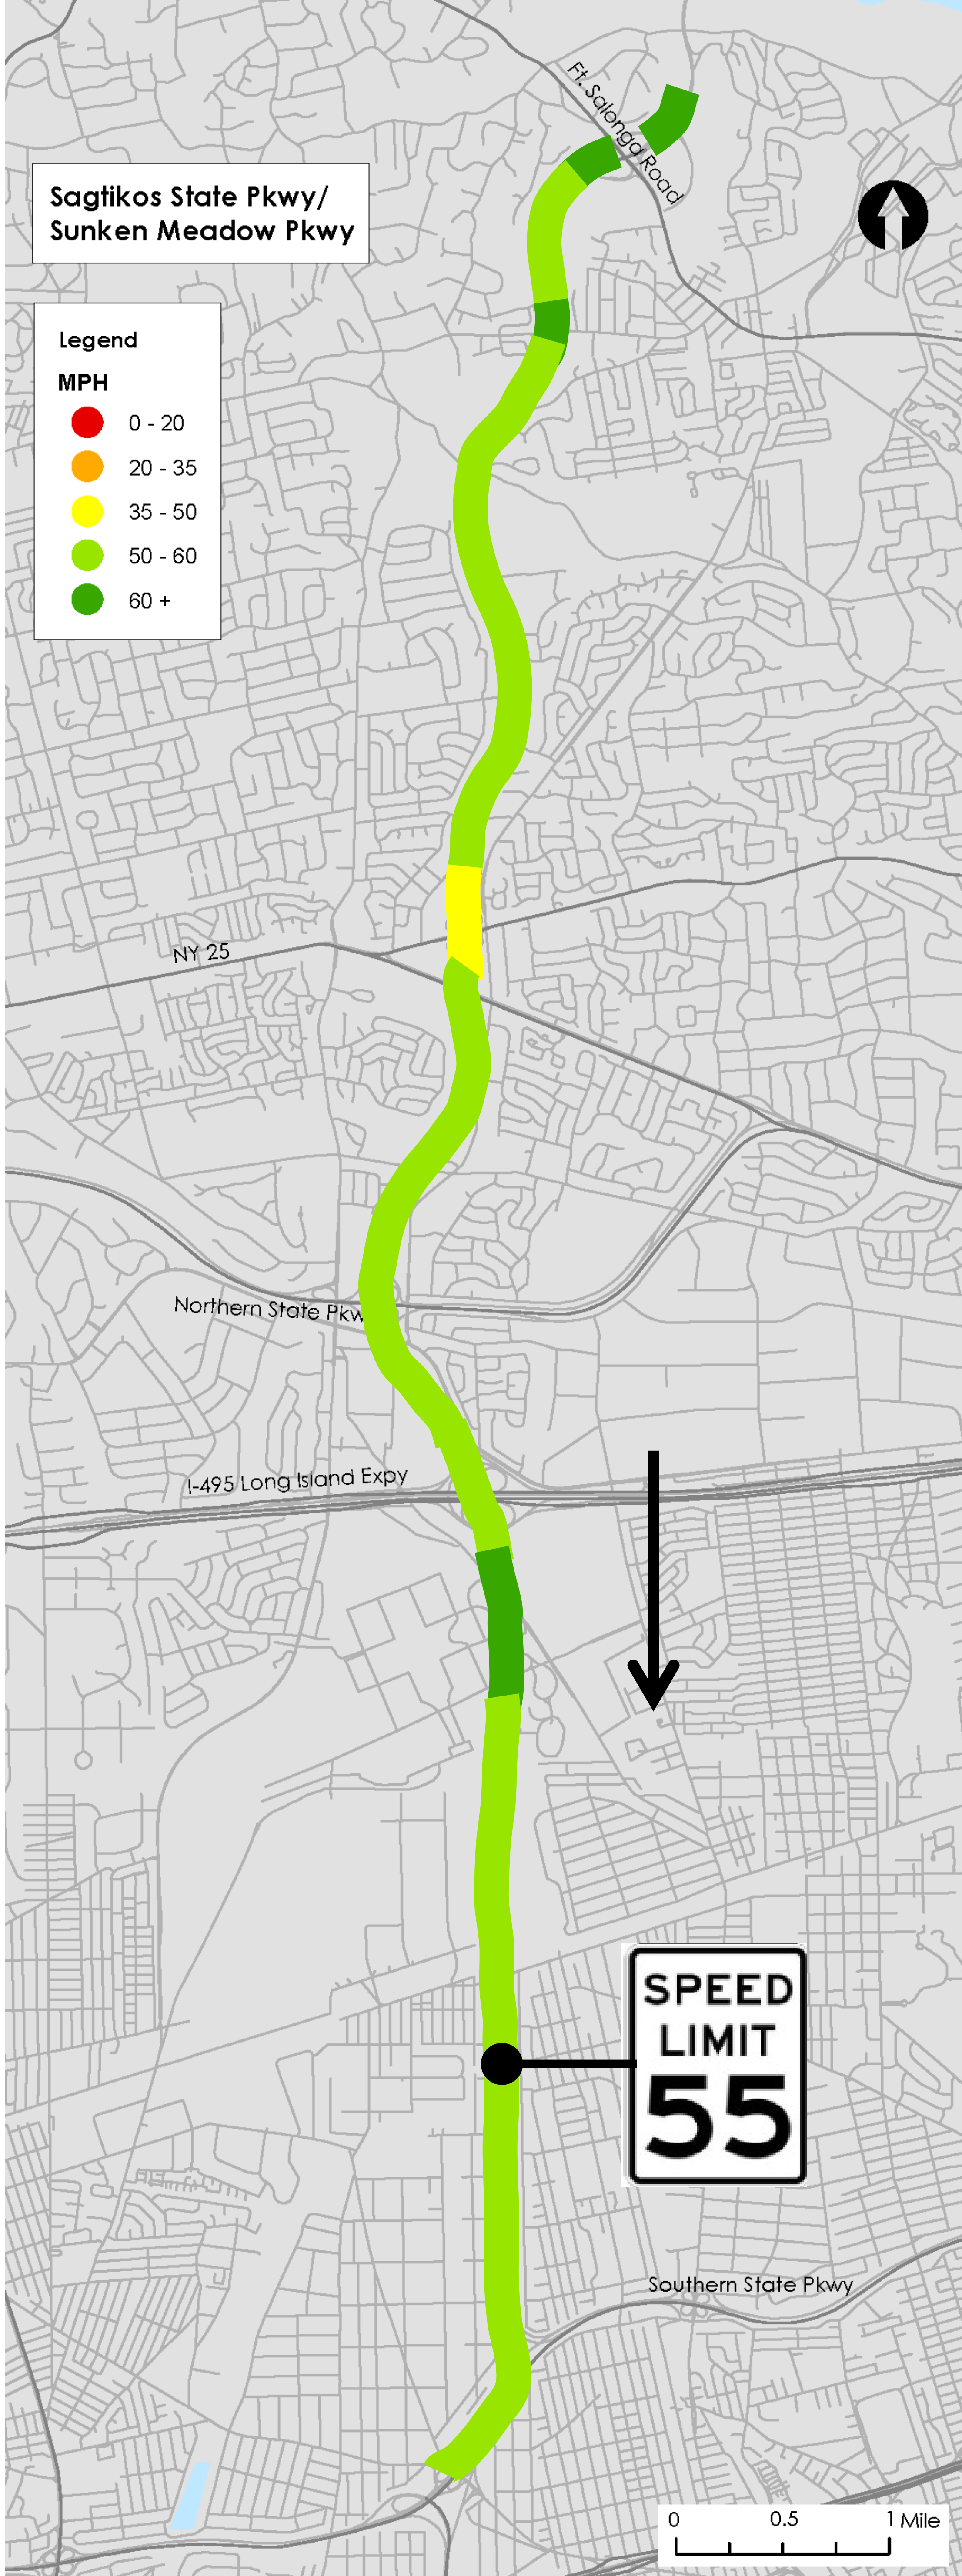 Ft. Salonga Road
Sagtikos State Pkwy/
Sunken Meadow Pkwy
Legend
MPH
0 - 20
20 - 35
35 - 50
50 - 60
60 +
NY 25
Northern State Pkw
I-495 Long Island Expy
SPEED
LIMIT
55
Southern State Pkwy
0 0.5 1 Mile